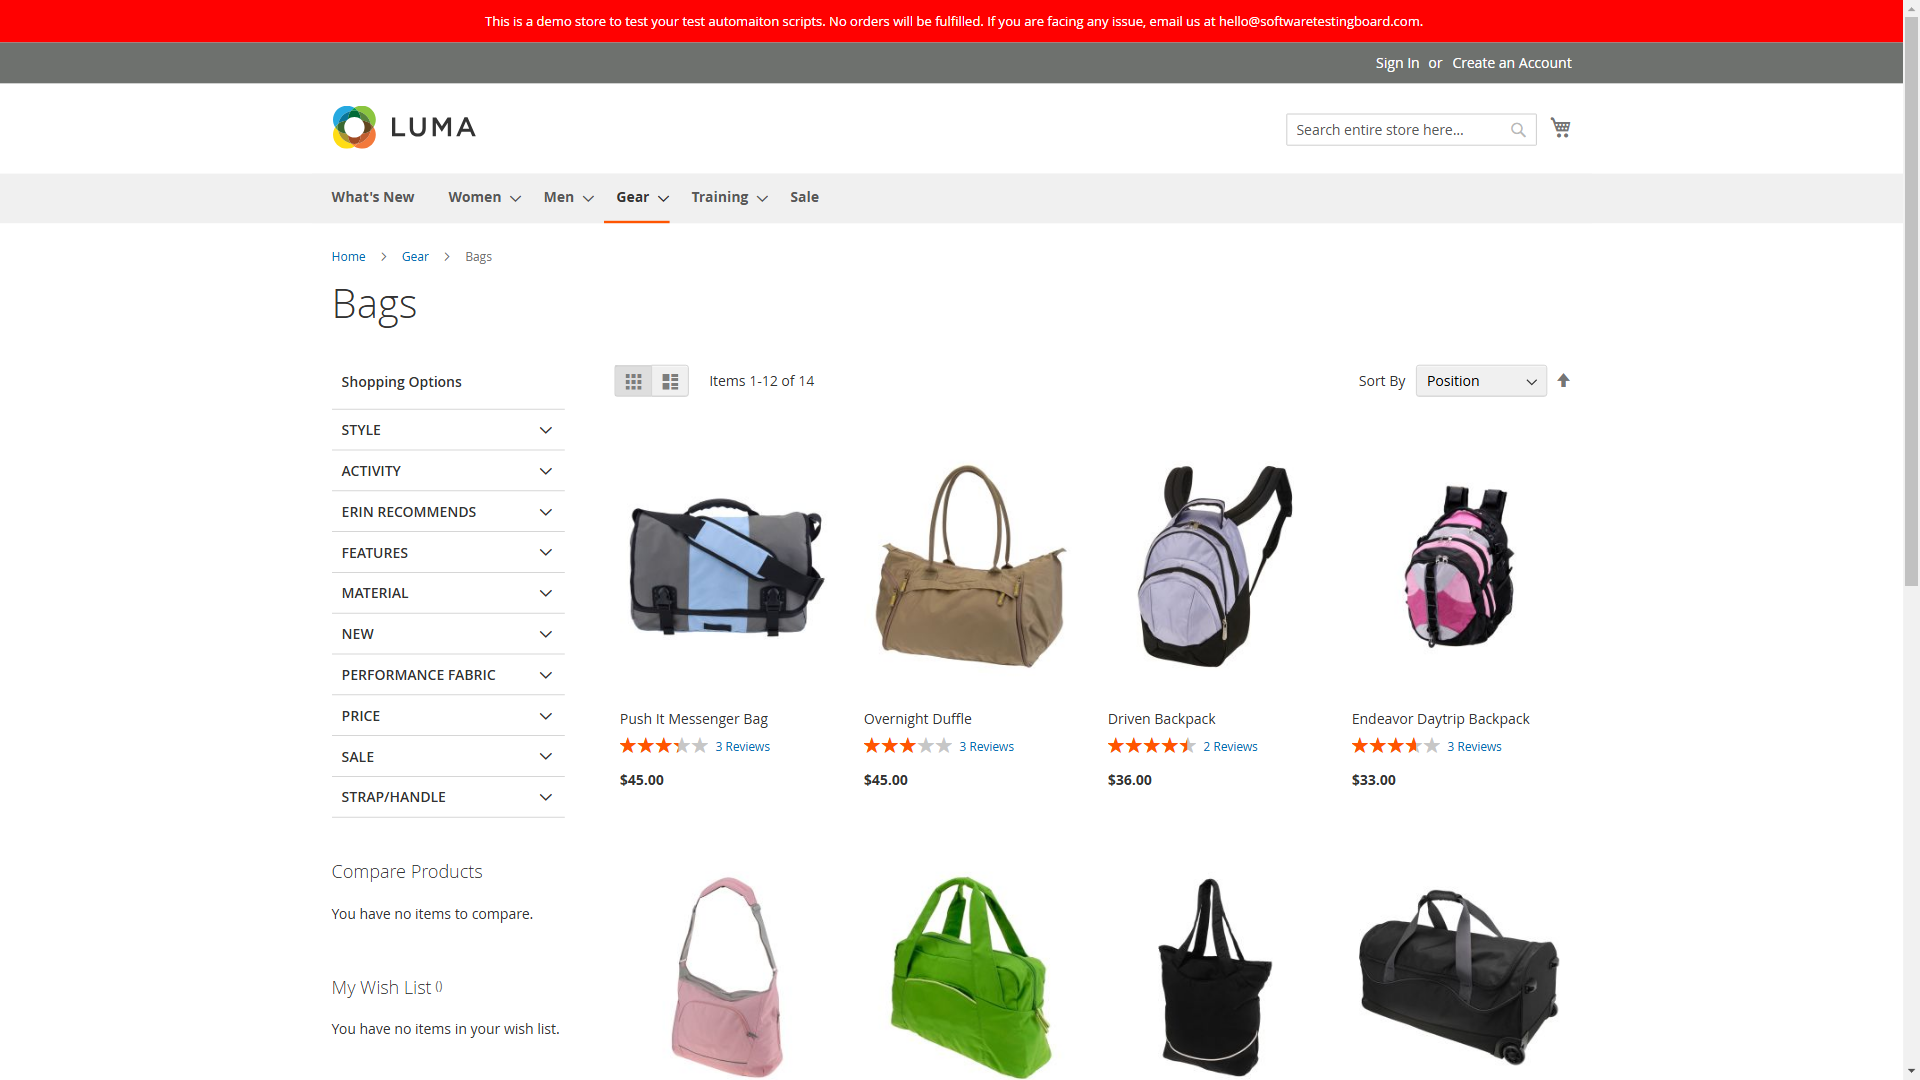 This is a demo store to test your test automaiton scripts. No orders will be fulfilled. If you are facing any issue, email us at hello@softwaretestingboard.com.
Sign In or Create an Account
LUMA
Search entire store here...
What's New Women Men Gear Training Sale
Home Gear Bags
Bags
Shopping Options
Items 1-12 of 14
Sort By Position
STYLE
ACTIVITY
ERIN RECOMMENDS
FEATURES
MATERIAL
NEW
PERFORMANCE FABRIC
PRICE
SALE
STRAP/HANDLE
Push It Messenger Bag
3 Reviews
$45.00
Overnight Duffle
3 Reviews
$45.00
Driven Backpack
2 Reviews
$36.00
Endeavor Daytrip Backpack
3 Reviews
$33.00
Compare Products
You have no items to compare.
My Wish List ()
You have no items in your wish list.